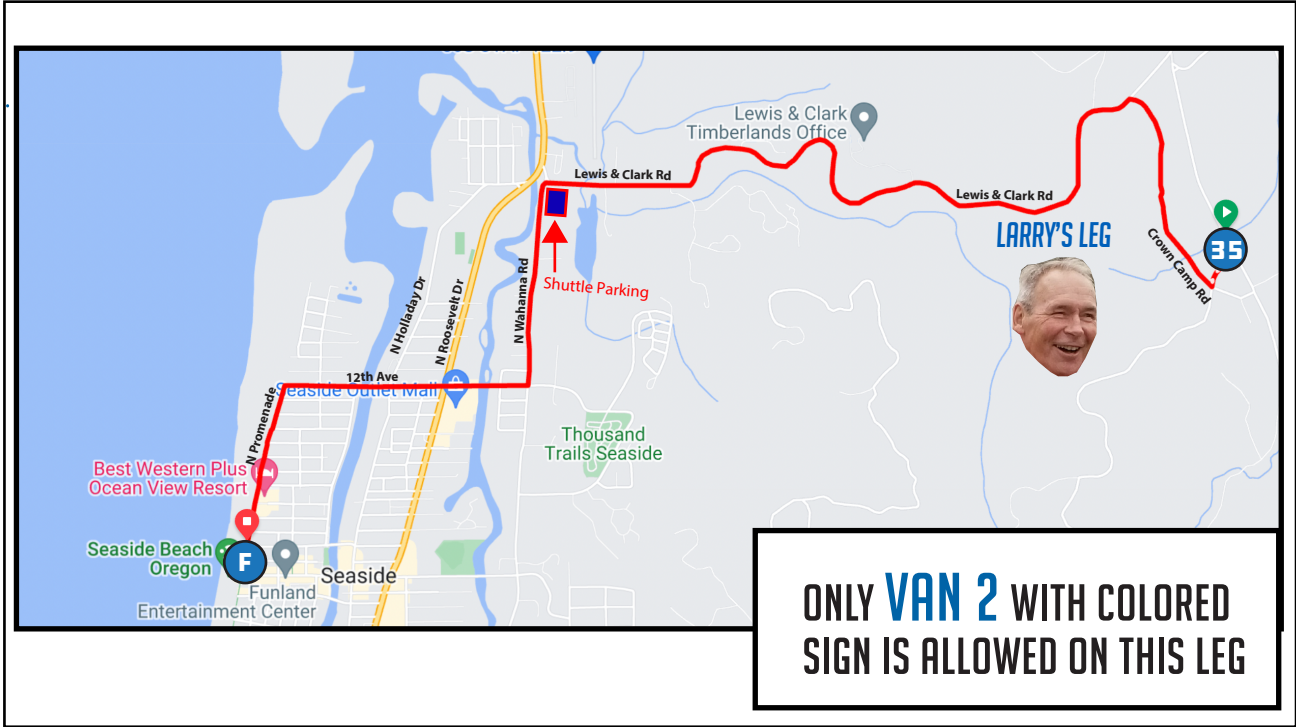 Lewis & Clark
Timberlands Office
Lewis & Clark Rd
Lewis & Clark Rd
LARRY'S LEG
35
Crown Camp Rd
Shuttle Parking
N Wahanna Rd
N Holladay Dr
N Roosevelt Dr
12th Ave
Seaside Outlet Mall
N Promenade
Thousand
Trails Seaside
Best Western Plus
Ocean View Resort
Seaside Beach
Oregon
F
Seaside
Funland
Entertainment Center
ONLY VAN 2 WITH COLORED
SIGN IS ALLOWED ON THIS LEG